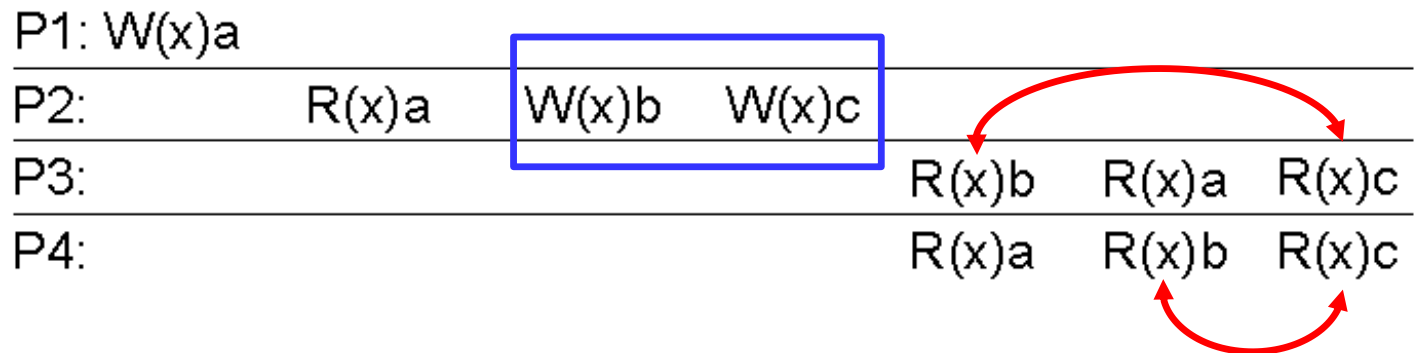 P1: W(x)a
P2: R(x)a W(x)b W(x)c
P3: R(x)b R(x)a R(x)c
P4: R(x)a R(x)b R(x)c